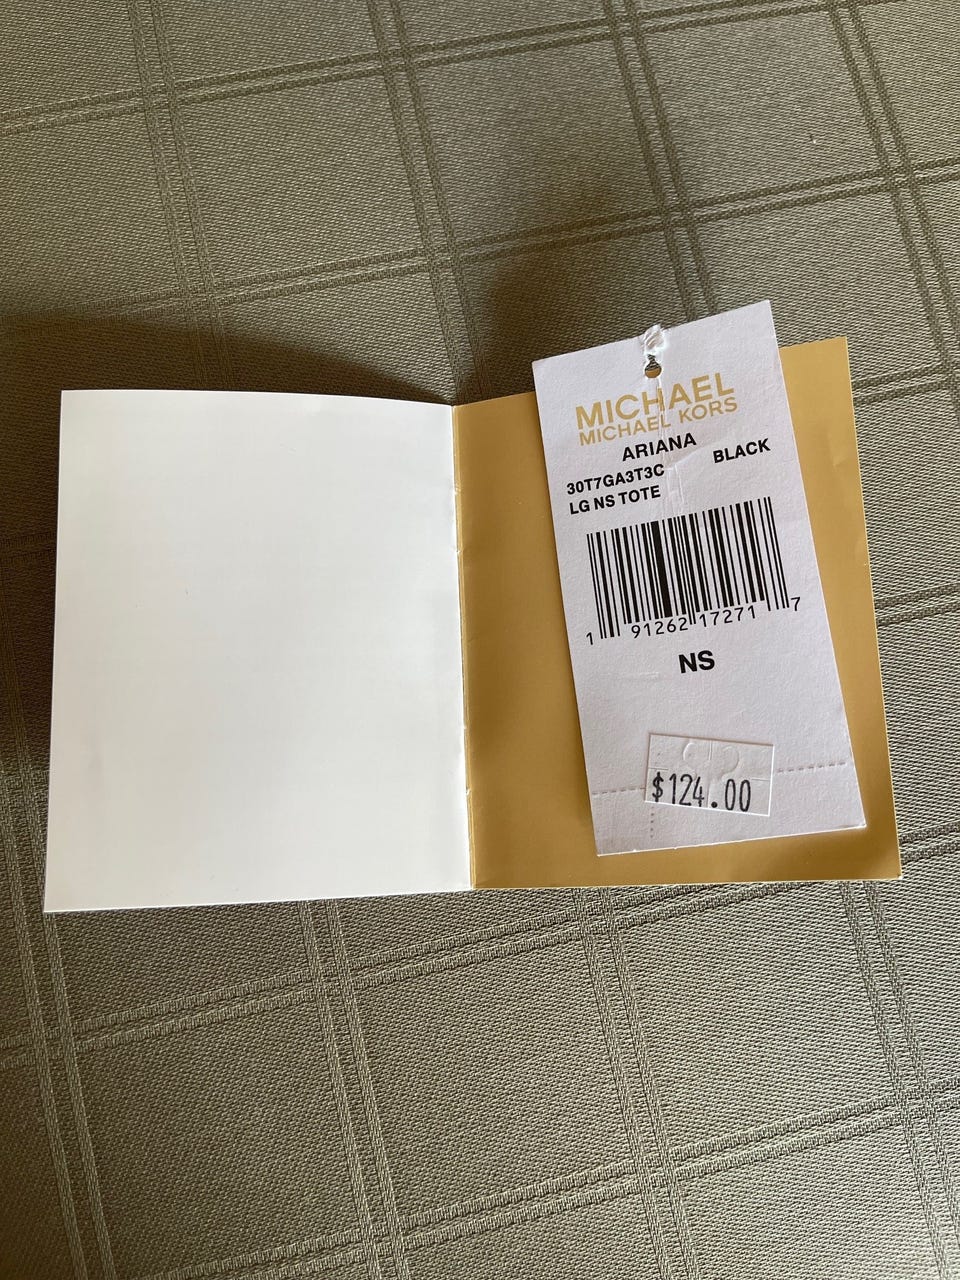 MICHAEL
MICHAEL KORS
ARIANA
30T7GA3T3C BLACK
LG NS TOTE
1 91262 17271 7
NS
$124.00